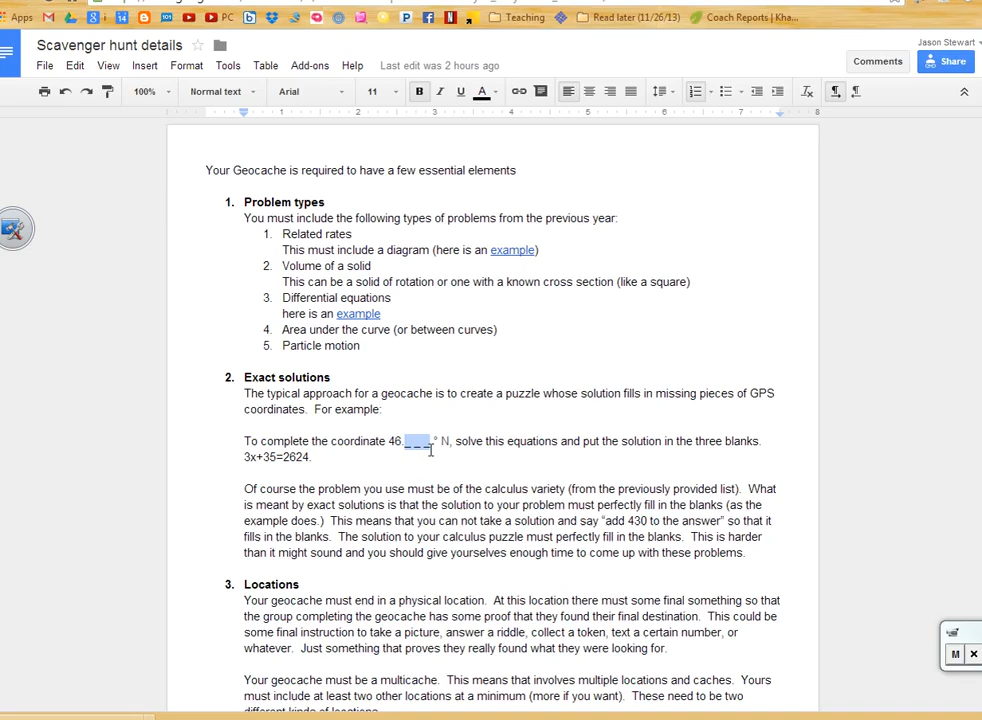 Apps
PC
Teaching
Read later (11/26/13)
Coach Reports | Kha...
Scavenger hunt details
Jason Stewart
File Edit View Insert Format Tools Table Add-ons Help Last edit was 2 hours ago
Comments
Share
100% Normal text Arial 11 B I U A
1 2 3 4 5 6 7 8
Your Geocache is required to have a few essential elements
1. Problem types
You must include the following types of problems from the previous year:
1. Related rates
This must include a diagram (here is an example)
2. Volume of a solid
This can be a solid of rotation or one with a known cross section (like a square)
3. Differential equations
here is an example
4. Area under the curve (or between curves)
5. Particle motion
2. Exact solutions
The typical approach for a geocache is to create a puzzle whose solution fills in missing pieces of GPS
coordinates. For example:
To complete the coordinate 46._ _ _° N, solve this equations and put the solution in the three blanks.
3x+35=2624.
Of course the problem you use must be of the calculus variety (from the previously provided list). What
is meant by exact solutions is that the solution to your problem must perfectly fill in the blanks (as the
example does.) This means that you can not take a solution and say “add 430 to the answer” so that it
fills in the blanks. The solution to your calculus puzzle must perfectly fill in the blanks. This is harder
than it might sound and you should give yourselves enough time to come up with these problems.
3. Locations
Your geocache must end in a physical location. At this location there must some final something so that
the group completing the geocache has some proof that they found their final destination. This could be
some final instruction to take a picture, answer a riddle, collect a token, text a certain number, or
whatever. Just something that proves they really found what they were looking for.
Your geocache must be a multicache. This means that involves multiple locations and caches. Yours
must include at least two other locations at a minimum (more if you want). These need to be two
different kinds of locations
M